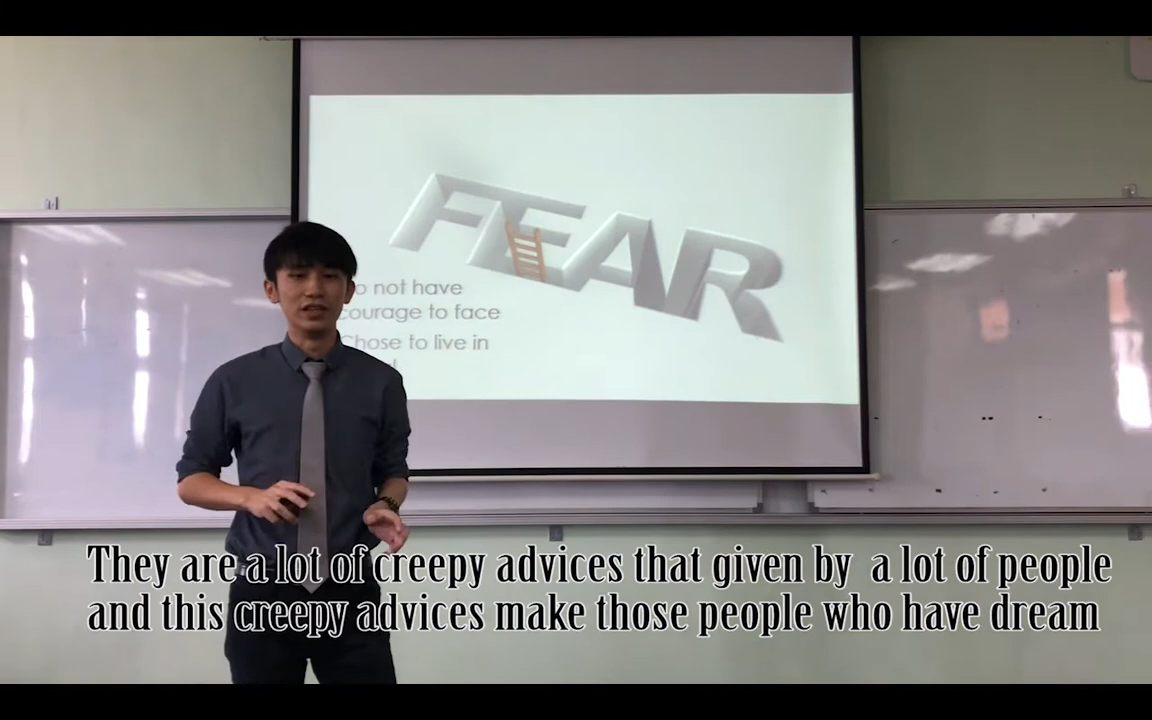 FEAR
not have
courage to face
Chose to live in
They are a lot of creepy advices that given by a lot of people
and this creepy advices make those people who have dream